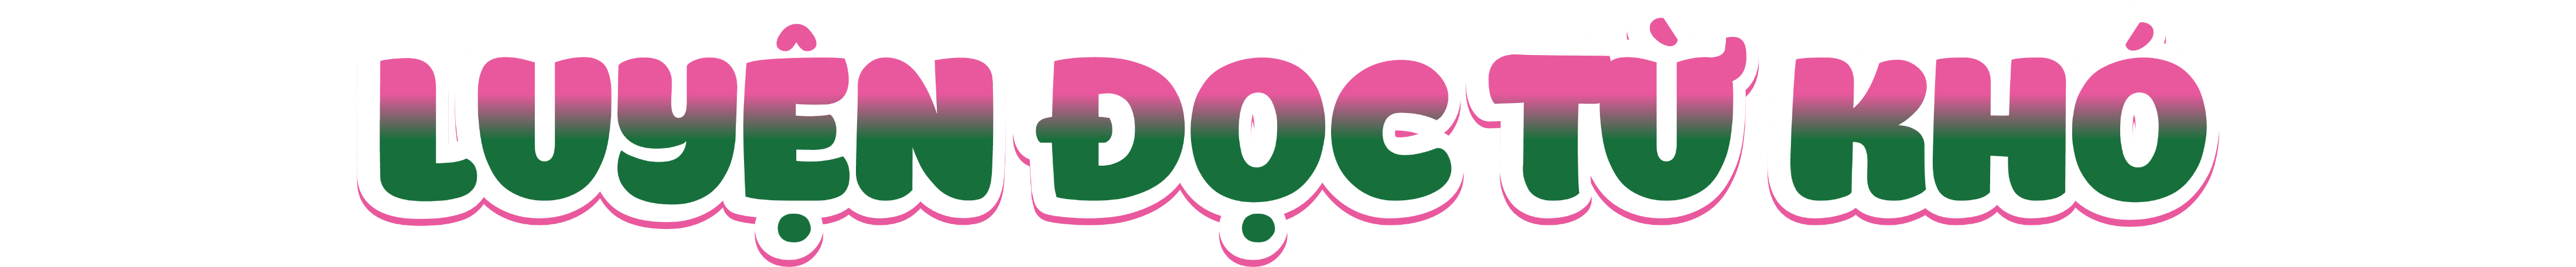 LUYỆN ĐỌC TỪ KHÓ